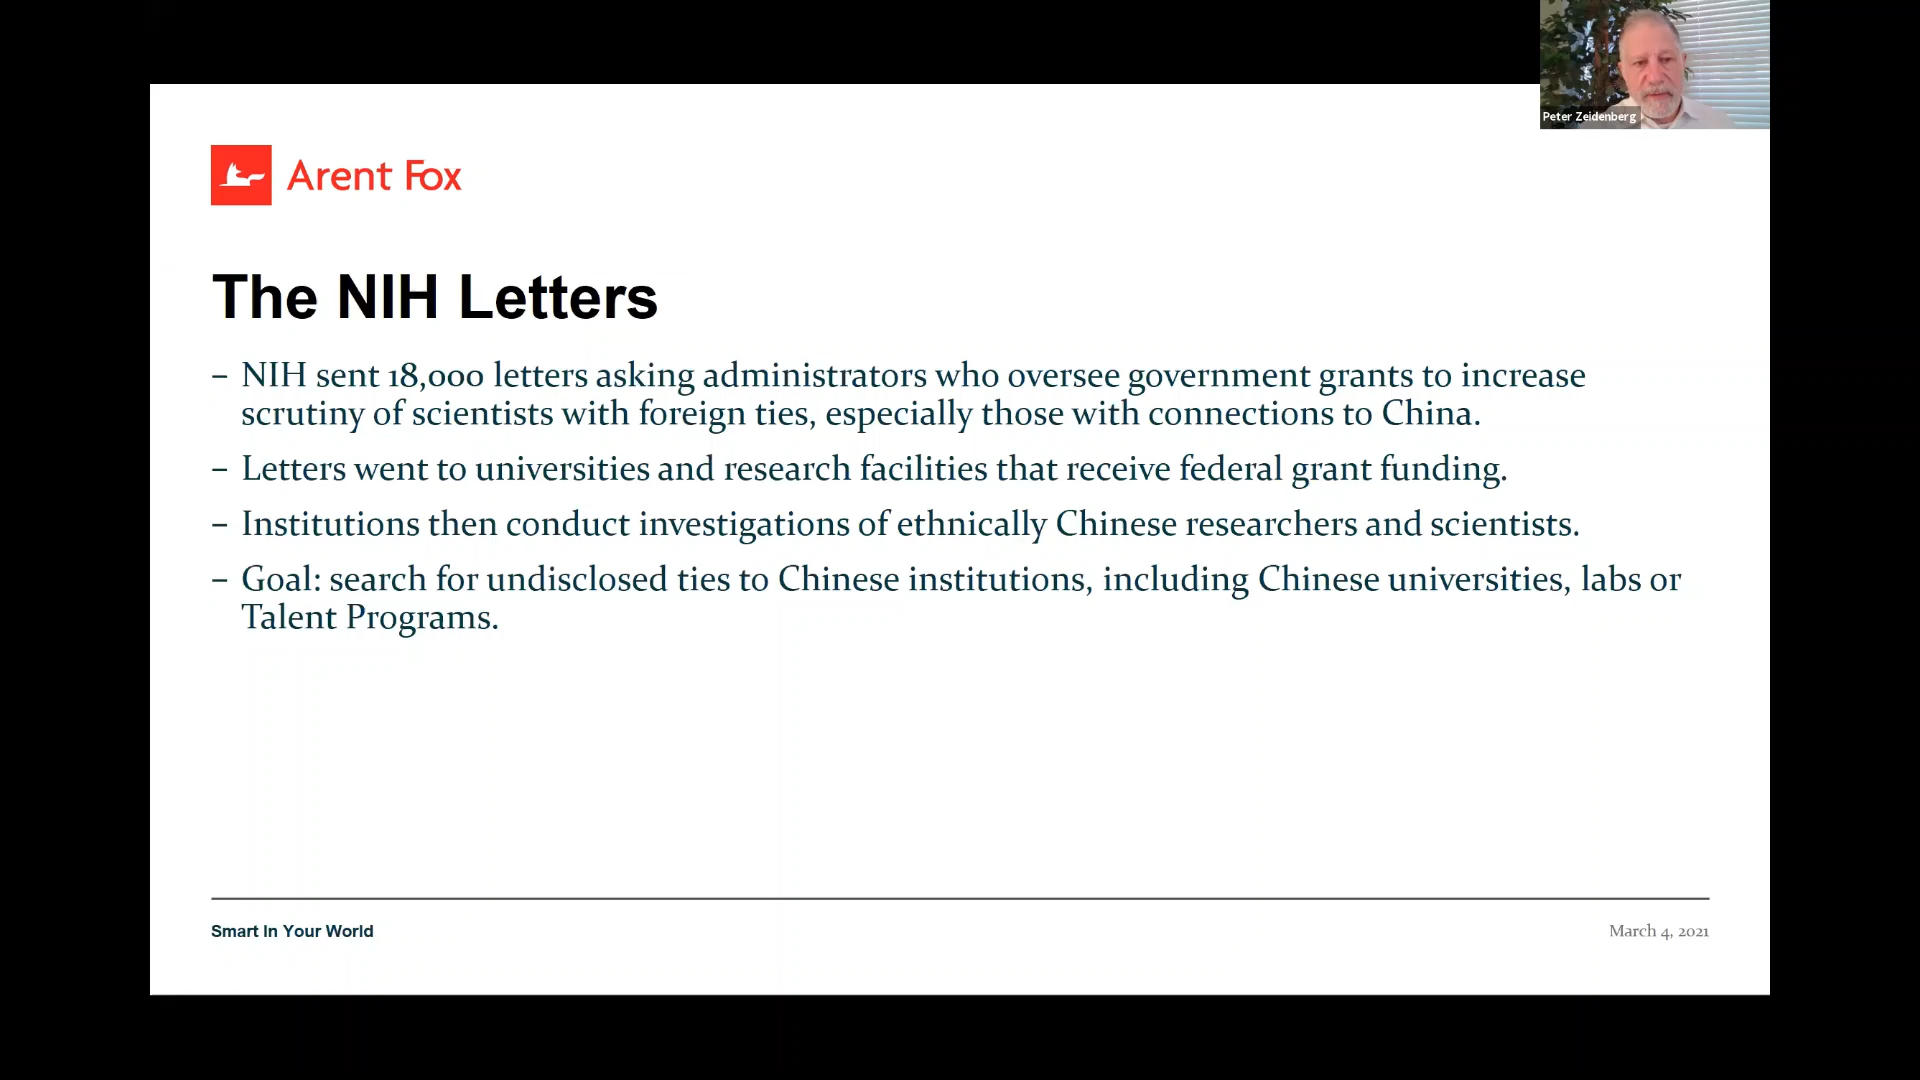 Peter Zeidenberg
Arent Fox
The NIH Letters
– NIH sent 18,000 letters asking administrators who oversee government grants to increase
scrutiny of scientists with foreign ties, especially those with connections to China.
– Letters went to universities and research facilities that receive federal grant funding.
– Institutions then conduct investigations of ethnically Chinese researchers and scientists.
– Goal: search for undisclosed ties to Chinese institutions, including Chinese universities, labs or
Talent Programs.
Smart In Your World
March 4, 2021